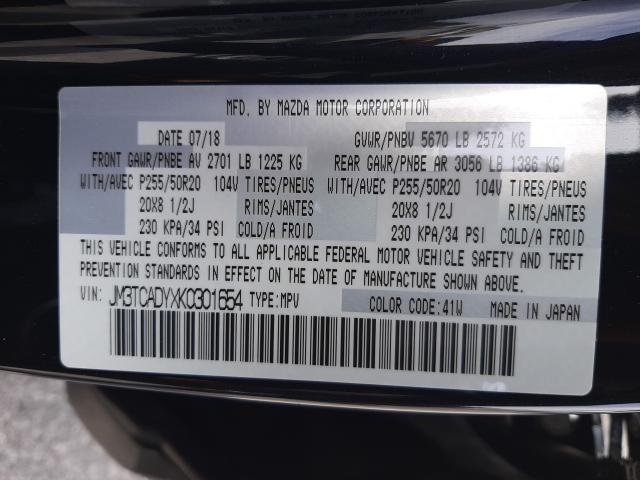 MFD. BY MAZDA MOTOR CORPORATION
DATE 07/18 GVWR/PNBV 5670 LB 2572 KG
FRONT GAWR/PNBE AV 2701 LB 1225 KG REAR GAWR/PNBE AR 3056 LB 1386 KG
WITH/AVEC P255/50R20 104V TIRES/PNEUS WITH/AVEC P255/50R20 104V TIRES/PNEUS
20X8 1/2J RIMS/JANTES 20X8 1/2J RIMS/JANTES
230 KPA/34 PSI COLD/A FROID 230 KPA/34 PSI COLD/A FROID
THIS VEHICLE CONFORMS TO ALL APPLICABLE FEDERAL MOTOR VEHICLE SAFETY AND THEFT
PREVENTION STANDARDS IN EFFECT ON THE DATE OF MANUFACTURE SHOWN ABOVE.
VIN: JM3TCADYXK0301654 TYPE:MPV COLOR CODE:41W MADE IN JAPAN